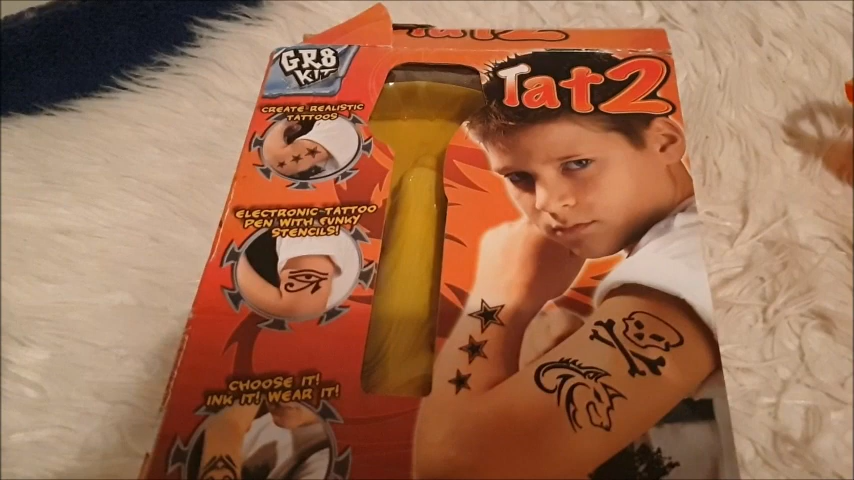 Tat2
GR8
KIT
Tat2
CREATE REALISTIC
TATTOOS
ELECTRONIC-TATTOO
PEN WITH FUNKY
STENCILS!
CHOOSE IT!
INK IT! WEAR IT!